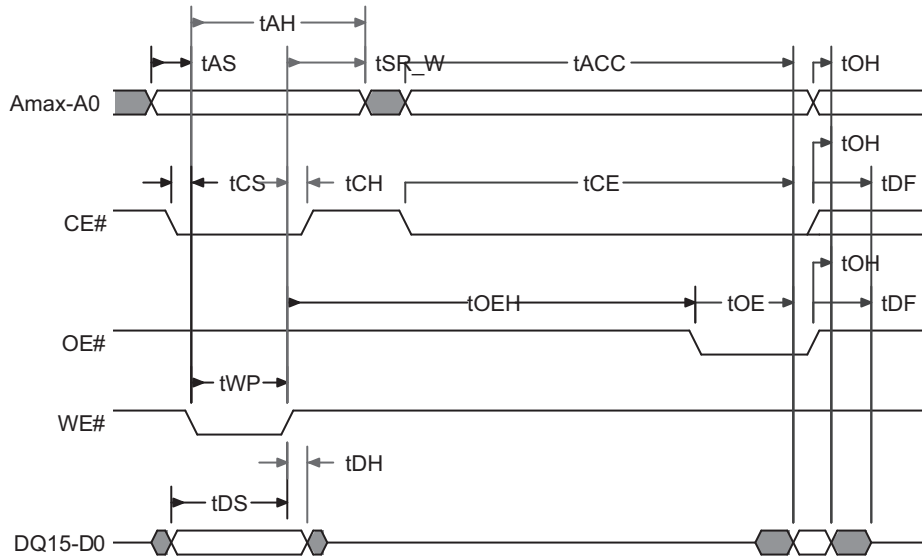 tAH
tAS tSR_W tACC tOH
Amax-A0
tOH
tCS tCH tCE tDF
CE#
tOH
tOEH tOE tDF
OE#
tWP
WE#
tDH
tDS
DQ15-D0